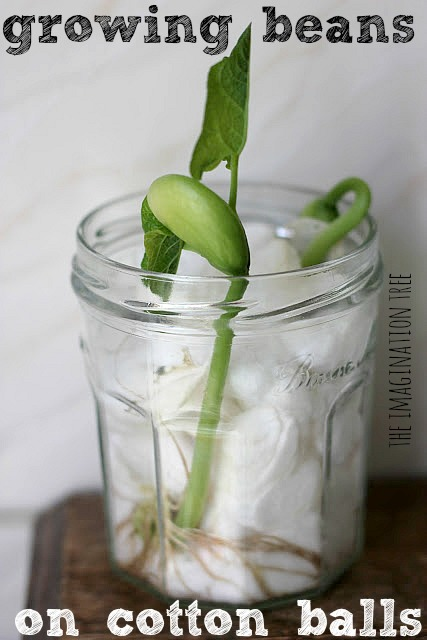 growing beans
THE IMAGINATION TREE
on cotton balls